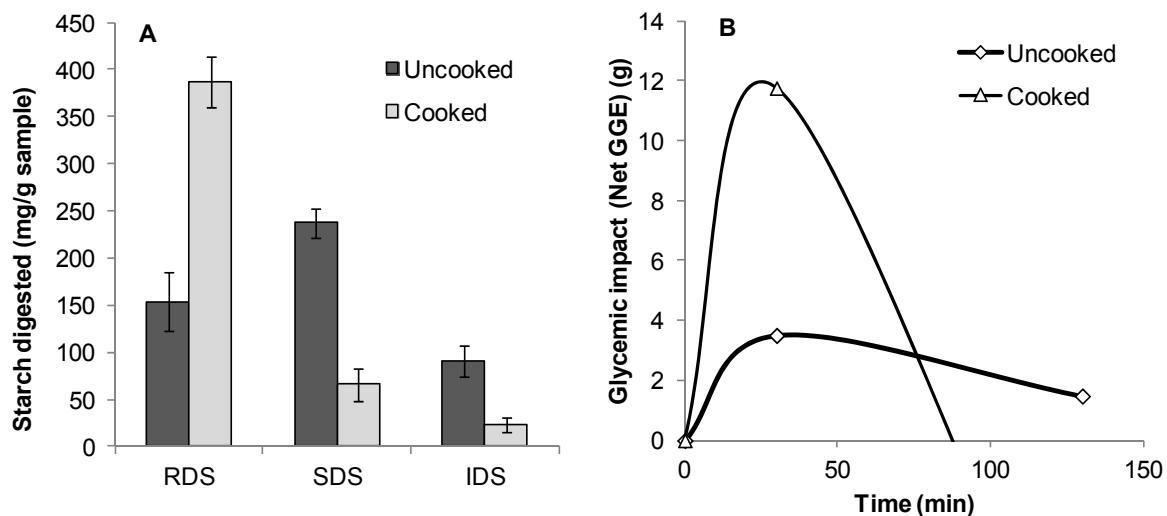 A
Starch digested (mg/g sample)
450
400
350
300
250
200
150
100
50
0
Uncooked
Cooked
RDS SDS IDS
B
Glycemic impact (Net GGE) (g)
14
12
10
8
6
4
2
0
Uncooked
Cooked
0 50 100 150
Time (min)